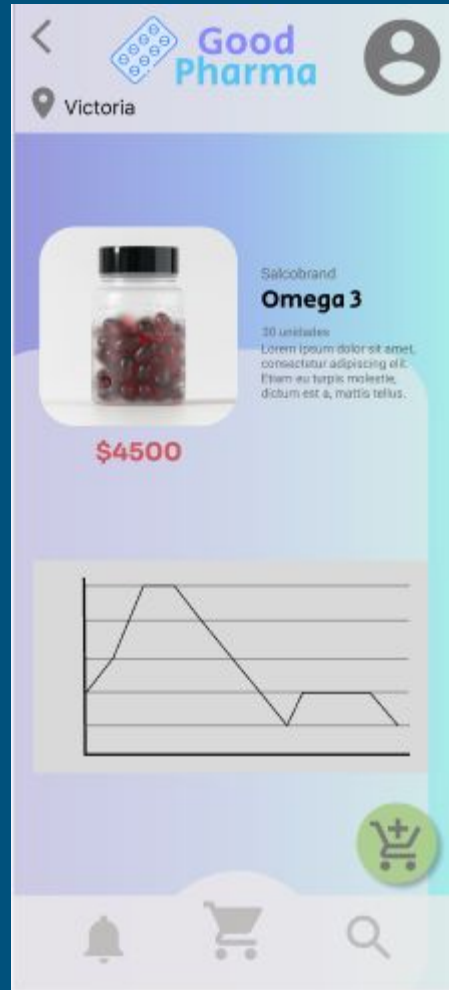 Good
Pharma
Victoria
Salcobrand
Omega 3
30 unidades
Lorem ipsum dolor sit amet,
consectetur adipiscing elit.
Etiam eu turpis molestie,
dictum est a, mattis tellus.
$4500